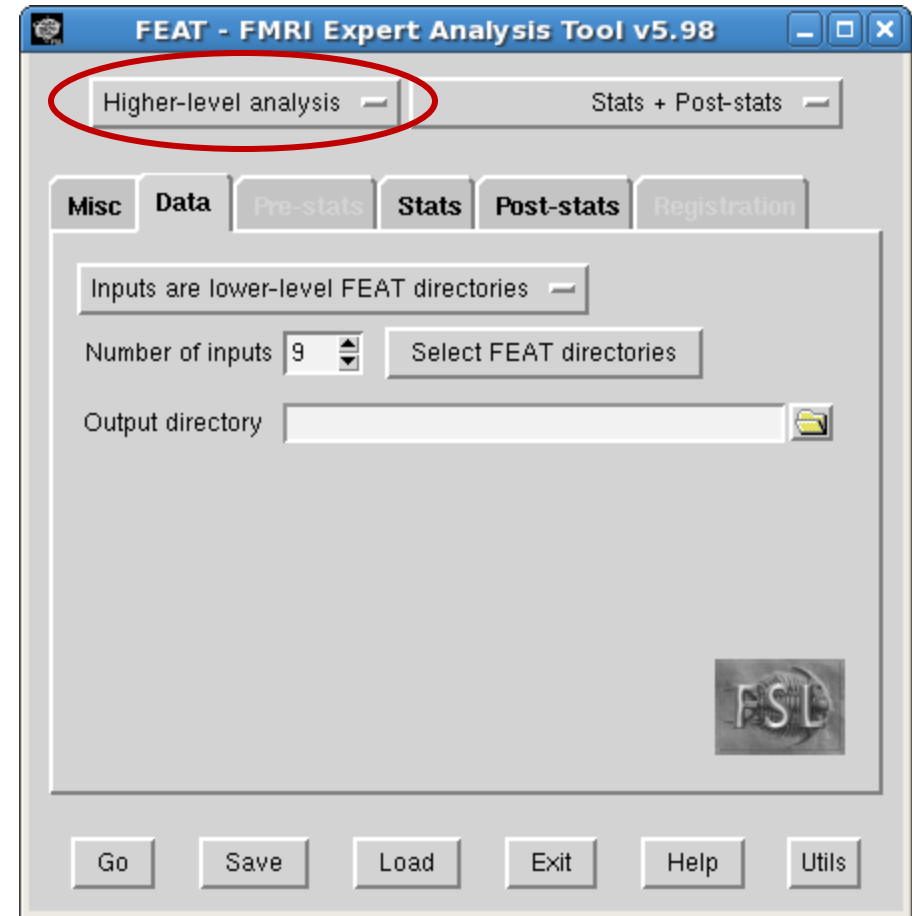 FEAT - FMRI Expert Analysis Tool v5.98
Higher-level analysis Stats + Post-stats
Misc Data Pre-stats Stats Post-stats Registration
Inputs are lower-level FEAT directories
Number of inputs 9 Select FEAT directories
Output directory
FSL
Go Save Load Exit Help Utils